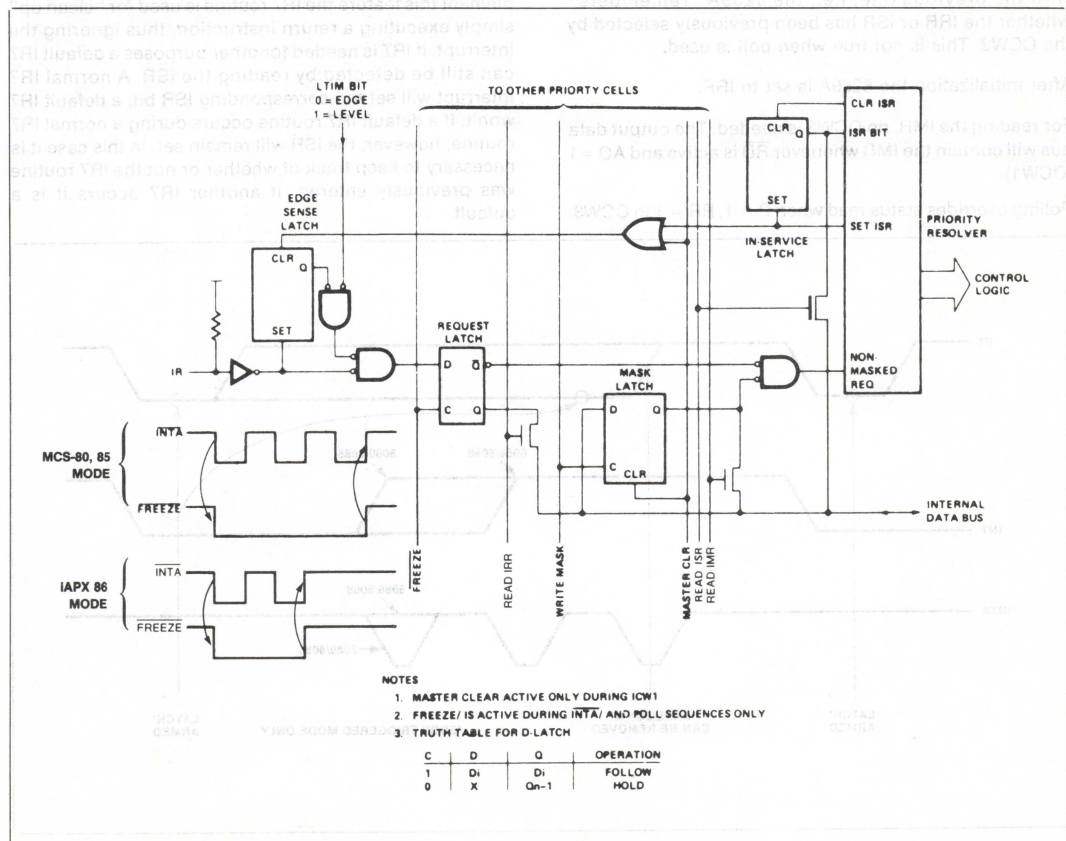 LTIM BIT
0 = EDGE
1 = LEVEL
TO OTHER PRIORTY CELLS
CLR ISR
CLR
Q
ISR BIT
SET
SET ISR
IN-SERVICE
LATCH
PRIORITY
RESOLVER
CONTROL
LOGIC
EDGE
SENSE
LATCH
CLR
Q
SET
REQUEST
LATCH
D
Q
C
Q
IR
MASK
LATCH
D
Q
C
CLR
NON-
MASKED
REQ
INTERNAL
DATA BUS
MCS-80, 85
MODE
INTA
FREEZE
iAPX 86
MODE
INTA
FREEZE
FREEZE
READ IRR
WRITE MASK
MASTER CLR
READ ISR
READ IMR
NOTES
1. MASTER CLEAR ACTIVE ONLY DURING ICW1
2. FREEZE/ IS ACTIVE DURING INTA/ AND POLL SEQUENCES ONLY
3. TRUTH TABLE FOR D-LATCH
C D Q OPERATION
1 Di Di FOLLOW
0 X Qn-1 HOLD